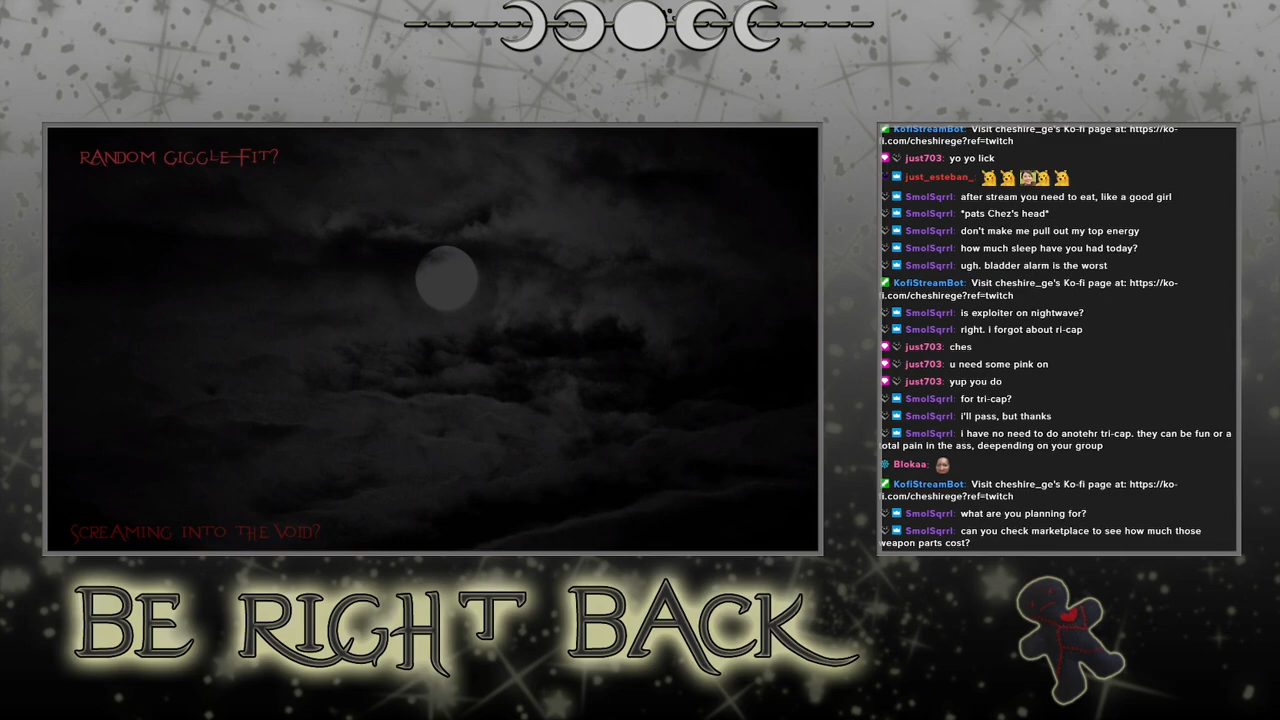 RANDOM GIGGLE-FIT?
SCREAMING INTO THE VOID?
KofiStreamBot: Visit cheshire_ge's Ko-fi page at: https://ko-
fi.com/cheshirege?ref=twitch
just703: yo yo lick
just_esteban_:
SmolSqrrl: after stream you need to eat, like a good girl
SmolSqrrl: *pats Chez's head*
SmolSqrrl: don't make me pull out my top energy
SmolSqrrl: how much sleep have you had today?
SmolSqrrl: ugh. bladder alarm is the worst
KofiStreamBot: Visit cheshire_ge's Ko-fi page at: https://ko-
fi.com/cheshirege?ref=twitch
SmolSqrrl: is exploiter on nightwave?
SmolSqrrl: right. i forgot about ri-cap
just703: ches
just703: u need some pink on
just703: yup you do
SmolSqrrl: for tri-cap?
SmolSqrrl: i'll pass, but thanks
SmolSqrrl: i have no need to do anotehr tri-cap. they can be fun or a
total pain in the ass, deepending on your group
Blokaa:
KofiStreamBot: Visit cheshire_ge's Ko-fi page at: https://ko-
fi.com/cheshirege?ref=twitch
SmolSqrrl: what are you planning for?
SmolSqrrl: can you check marketplace to see how much those
weapon parts cost?
BE RIGHT BACK